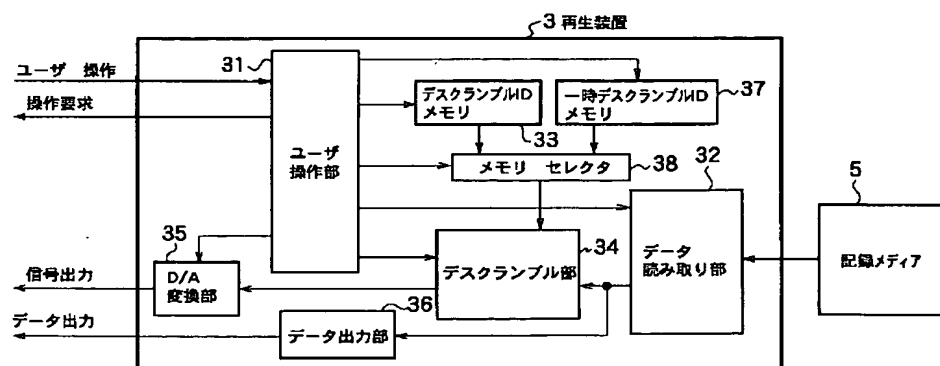 3 再生装置
31
ユーザ 操作
操作要求
デスクランブルID
メモリ
33
一時デスクランブルID
メモリ
37
ユーザ
操作部
メモリ セレクタ
38
32
5
35
D/A
変換部
信号出力
デスクランブル部
34
データ
読み取り部
記録メディア
36
データ出力
データ出力部